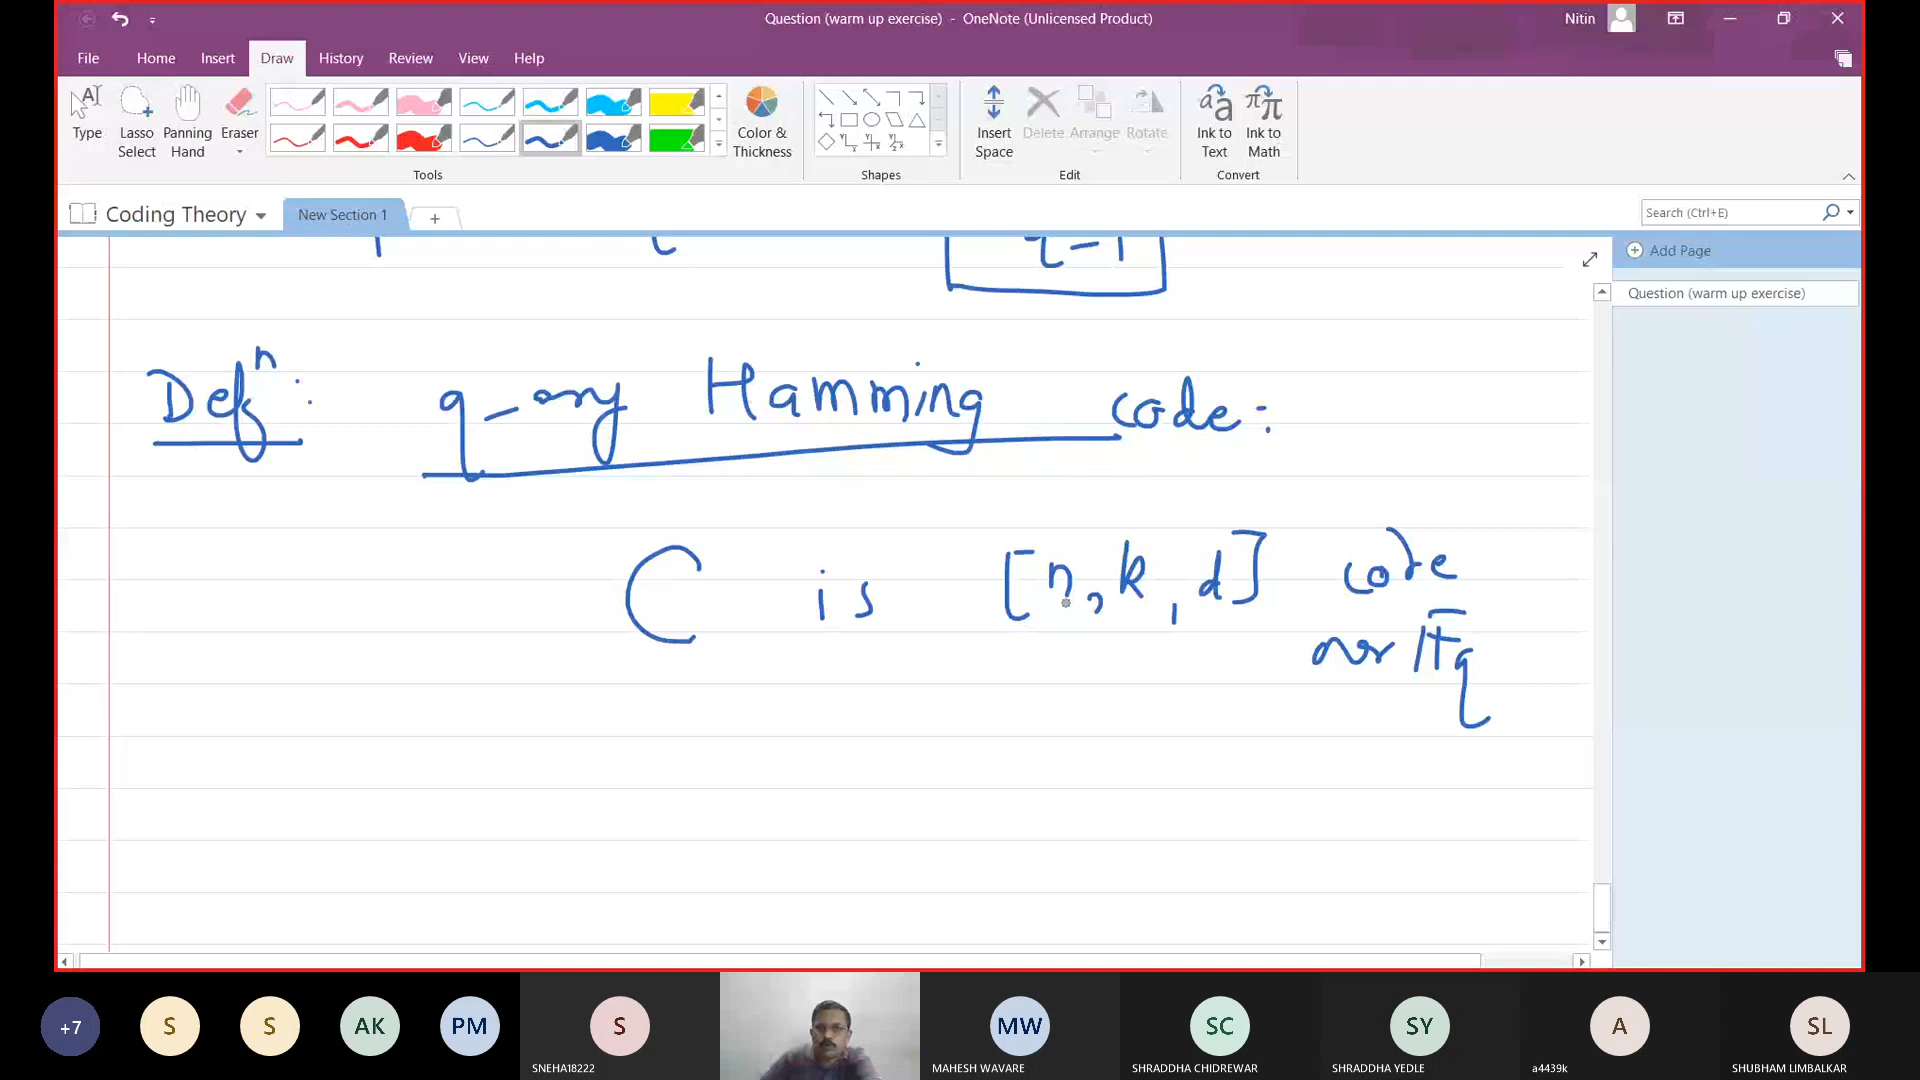 Question (warm up exercise) - OneNote (Unlicensed Product)
Nitin
File Home Insert Draw History Review View Help
Type Lasso Select Panning Hand Eraser
Color & Thickness
Insert Space Delete Arrange Rotate
Ink to Text Ink to Math
Tools Shapes Edit Convert
Coding Theory New Section 1 +
Search (Ctrl+E)
Add Page
Question (warm up exercise)
q-1
Defn: q-ary Hamming code:
C is [n, k, d] code
over Fq
+7 S S AK PM S MW SC SY A SL
SNEHA18222 MAHESH WAVARE SHRADDHA CHIDREWAR SHRADDHA YEDLE a4439k SHUBHAM LIMBALKAR